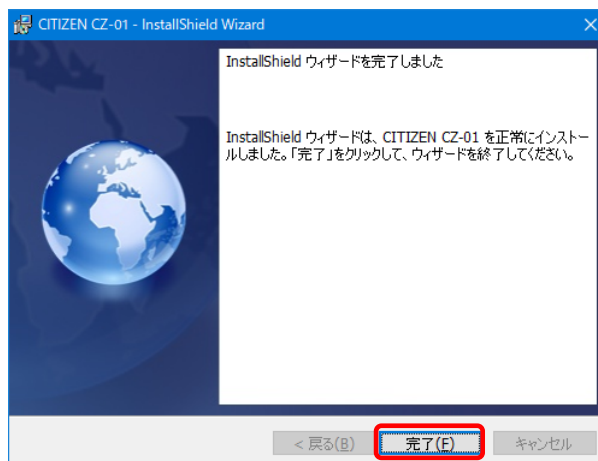 CITIZEN CZ-01 - InstallShield Wizard
InstallShield ウィザードを完了しました
InstallShield ウィザードは、CITIZEN CZ-01 を正常にインストー
ルしました。「完了」をクリックして、ウィザードを終了してください。
< 戻る(B) 完了(F) キャンセル